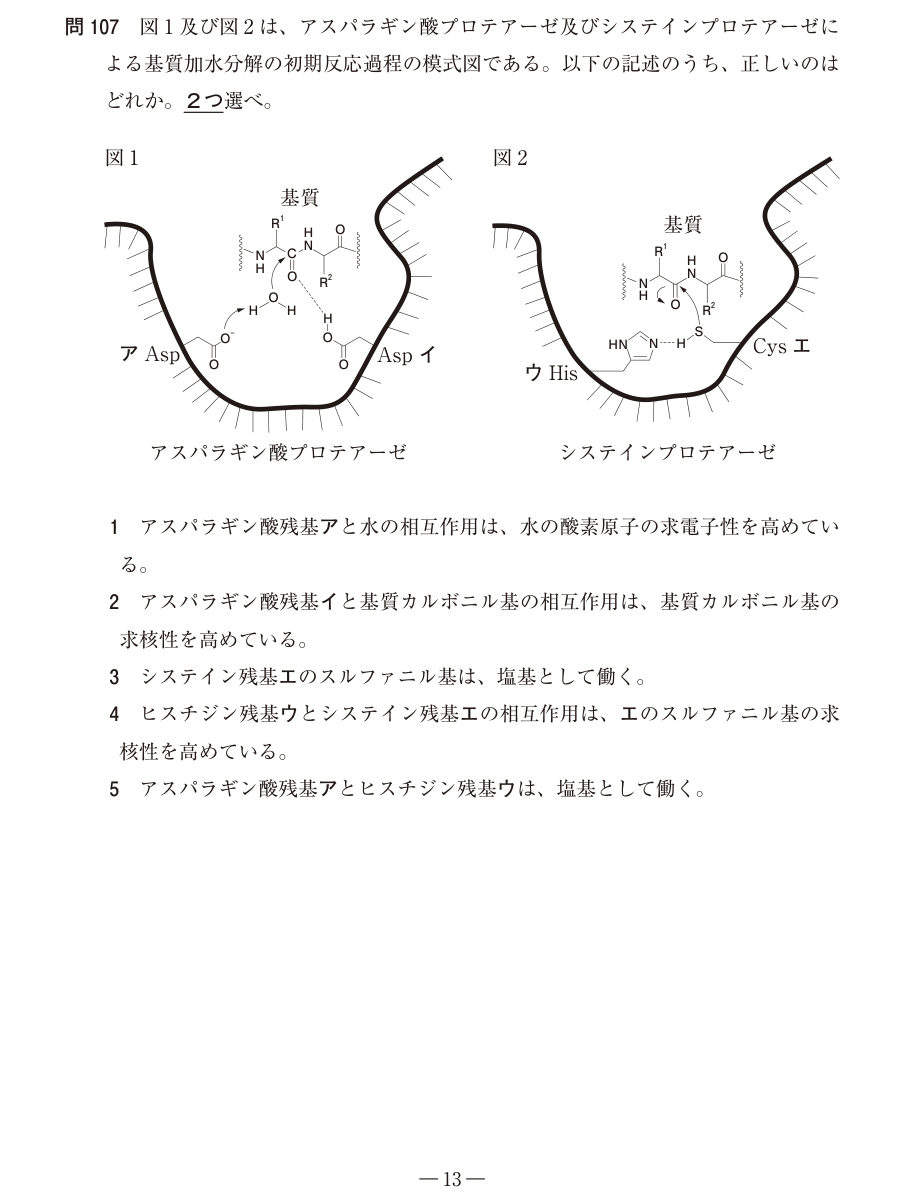 問 107　図1及び図2は、アスパラギン酸プロテアーゼ及びシステインプロテアーゼに
よる基質加水分解の初期反応過程の模式図である。以下の記述のうち、正しいのは
どれか。2つ選べ。
図1
図2
基質
R¹
N
H
C
O
H
N
R²
O
H
O
H
O⁻
O
H
O
O
ア Asp
Asp イ
アスパラギン酸プロテアーゼ
基質
R¹
N
H
O
H
N
R²
O
HN
N
H
S
ウ His
Cys エ
システインプロテアーゼ
1　アスパラギン酸残基アと水の相互作用は、水の酸素原子の求電子性を高めてい
る。
2　アスパラギン酸残基イと基質カルボニル基の相互作用は、基質カルボニル基の
求核性を高めている。
3　システイン残基エのスルファニル基は、塩基として働く。
4　ヒスチジン残基ウとシステイン残基エの相互作用は、エのスルファニル基の求
核性を高めている。
5　アスパラギン酸残基アとヒスチジン残基ウは、塩基として働く。
— 13 —